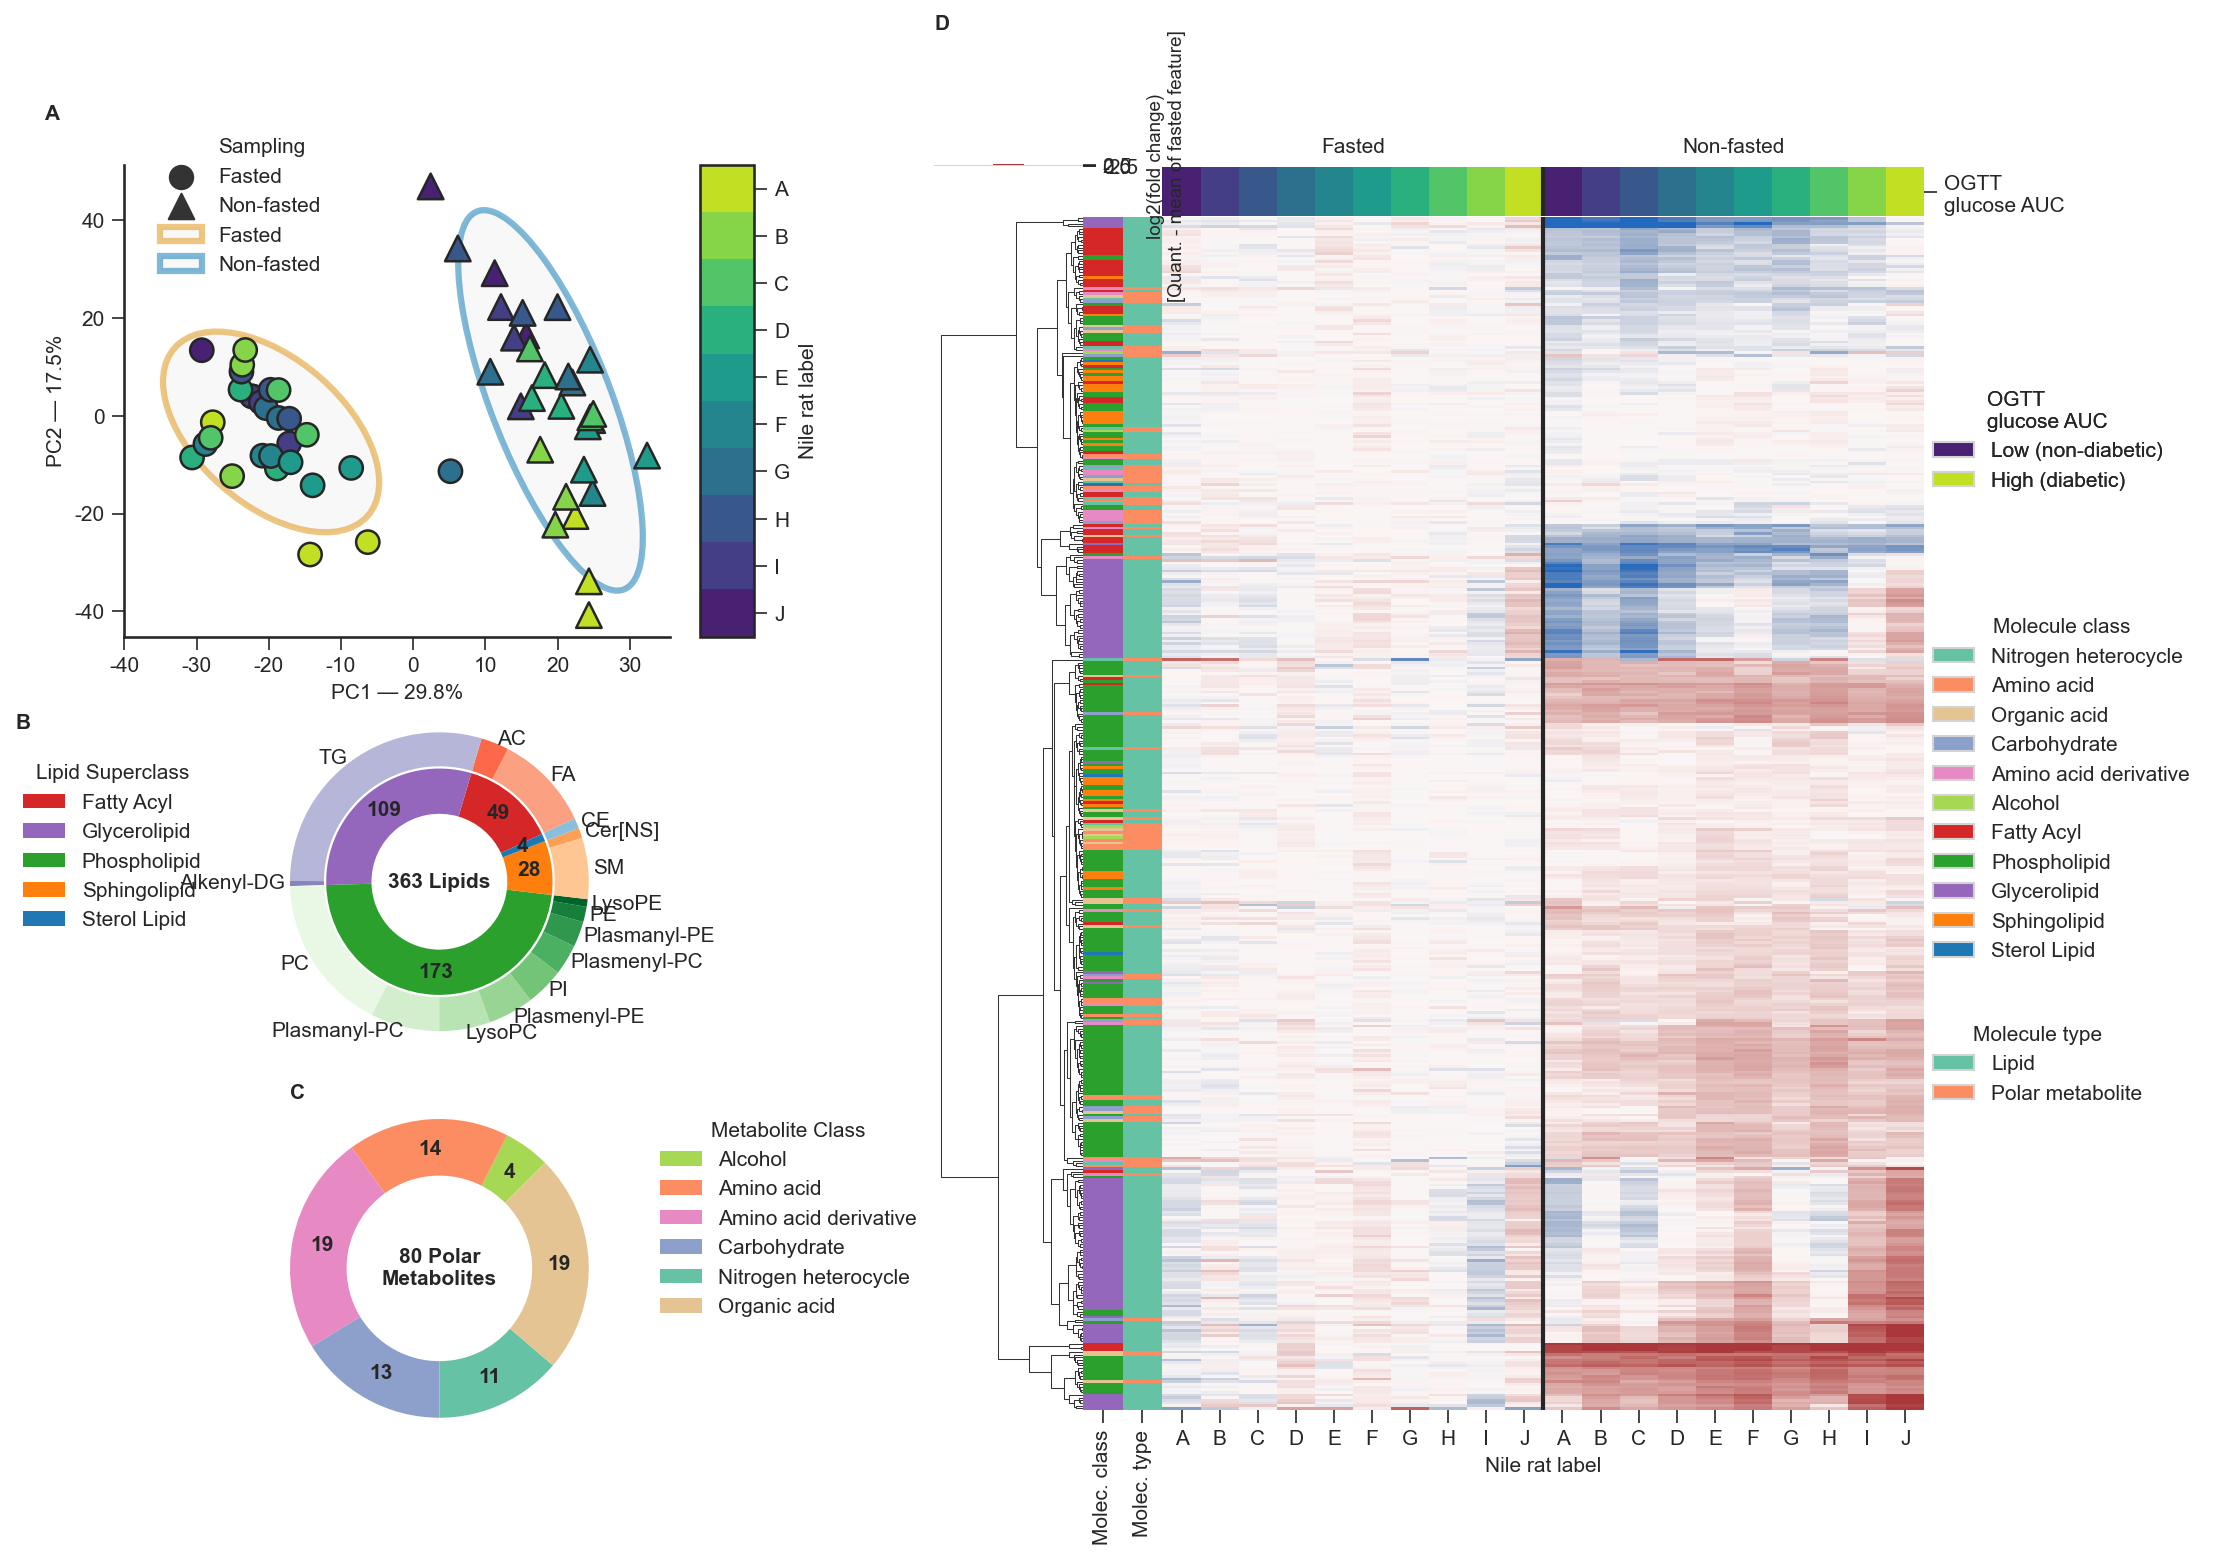 A
Sampling
Fasted
Non-fasted
Fasted
Non-fasted
40
20
0
-20
-40
PC2 — 17.5%
-40
-30
-20
-10
0
10
20
30
PC1 — 29.8%
A
B
C
D
E
F
G
H
I
J
Nile rat label
B
Lipid Superclass
Fatty Acyl
Glycerolipid
Phospholipid
Sphingolipid
Sterol Lipid
TG
AC
FA
CE
Cer[NS]
SM
LysoPE
PE
Plasmanyl-PE
Plasmenyl-PC
PI
Plasmenyl-PE
LysoPC
Plasmanyl-PC
PC
Alkenyl-DG
109
49
4
28
173
363 Lipids
C
14
4
19
19
13
11
80 Polar
Metabolites
Metabolite Class
Alcohol
Amino acid
Amino acid derivative
Carbohydrate
Nitrogen heterocycle
Organic acid
D
log2(fold change)
[Quant. - mean of fasted feature]
Fasted
Non-fasted
OGTT
glucose AUC
OGTT
glucose AUC
Low (non-diabetic)
High (diabetic)
Molecule class
Nitrogen heterocycle
Amino acid
Organic acid
Carbohydrate
Amino acid derivative
Alcohol
Fatty Acyl
Phospholipid
Glycerolipid
Sphingolipid
Sterol Lipid
Molecule type
Lipid
Polar metabolite
Molec. class
Molec. type
A B C D E F G H I J A B C D E F G H I J
Nile rat label